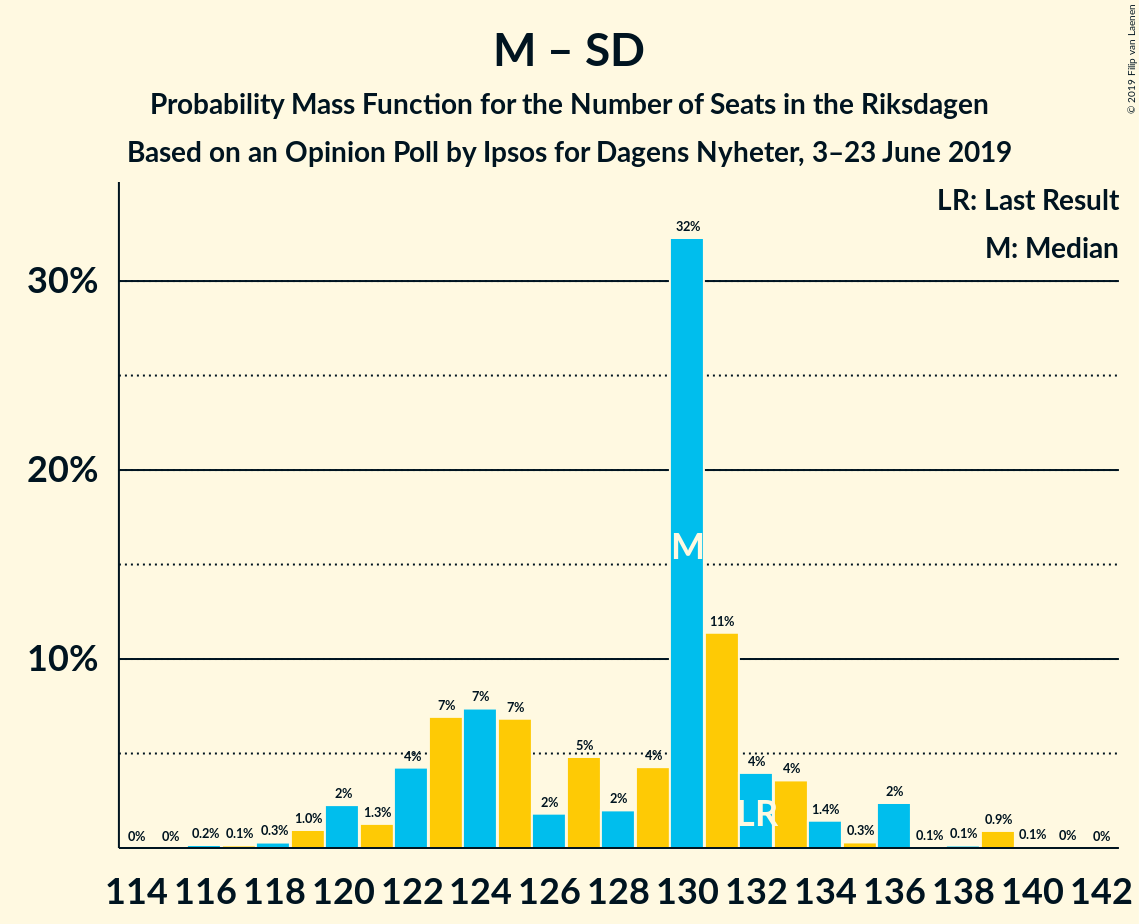 M – SD
Probability Mass Function for the Number of Seats in the Riksdagen
Based on an Opinion Poll by Ipsos for Dagens Nyheter, 3–23 June 2019
© 2019 Filip van Laenen
LR: Last Result
M: Median
30%
20%
10%
0% 0% 0.2% 0.1% 0.3% 1.0% 2% 1.3% 4% 7% 7% 7% 2% 5% 2% 4% 32% 11% 4% 4% 1.4% 0.3% 2% 0.1% 0.1% 0.9% 0.1% 0% 0%
M
LR
114 116 118 120 122 124 126 128 130 132 134 136 138 140 142